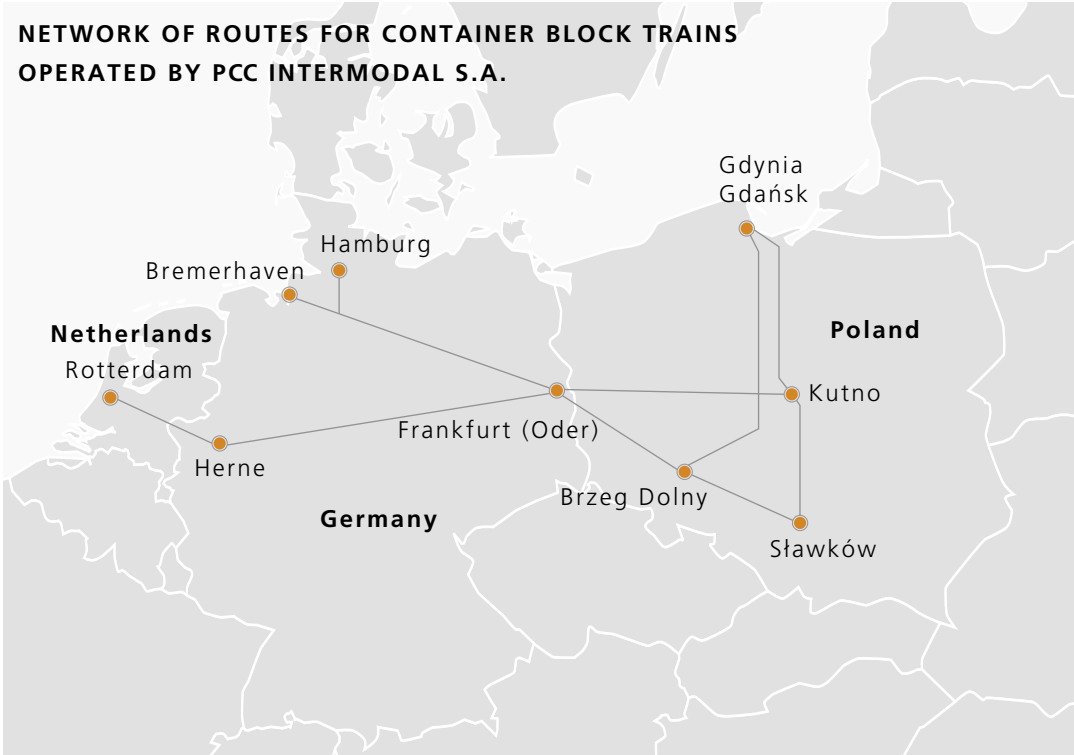 NETWORK OF ROUTES FOR CONTAINER BLOCK TRAINS
OPERATED BY PCC INTERMODAL S.A.
Gdynia
Gdańsk
Hamburg
Bremerhaven
Netherlands
Poland
Rotterdam
Kutno
Frankfurt (Oder)
Herne
Brzeg Dolny
Germany
Sławków